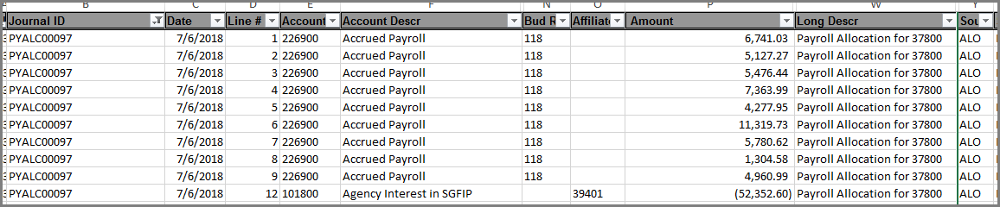 B C D E F N O P W Y
Journal ID Date Line # Account Account Descr Bud R Affiliate Amount Long Descr Sou
PYALC00097 7/6/2018 1 226900 Accrued Payroll 118 6,741.03 Payroll Allocation for 37800 ALO
PYALC00097 7/6/2018 2 226900 Accrued Payroll 118 5,127.27 Payroll Allocation for 37800 ALO
PYALC00097 7/6/2018 3 226900 Accrued Payroll 118 5,476.44 Payroll Allocation for 37800 ALO
PYALC00097 7/6/2018 4 226900 Accrued Payroll 118 7,363.99 Payroll Allocation for 37800 ALO
PYALC00097 7/6/2018 5 226900 Accrued Payroll 118 4,277.95 Payroll Allocation for 37800 ALO
PYALC00097 7/6/2018 6 226900 Accrued Payroll 118 11,319.73 Payroll Allocation for 37800 ALO
PYALC00097 7/6/2018 7 226900 Accrued Payroll 118 5,780.62 Payroll Allocation for 37800 ALO
PYALC00097 7/6/2018 8 226900 Accrued Payroll 118 1,304.58 Payroll Allocation for 37800 ALO
PYALC00097 7/6/2018 9 226900 Accrued Payroll 118 4,960.99 Payroll Allocation for 37800 ALO
PYALC00097 7/6/2018 12 101800 Agency Interest in SGFIP 39401 (52,352.60) Payroll Allocation for 37800 ALO